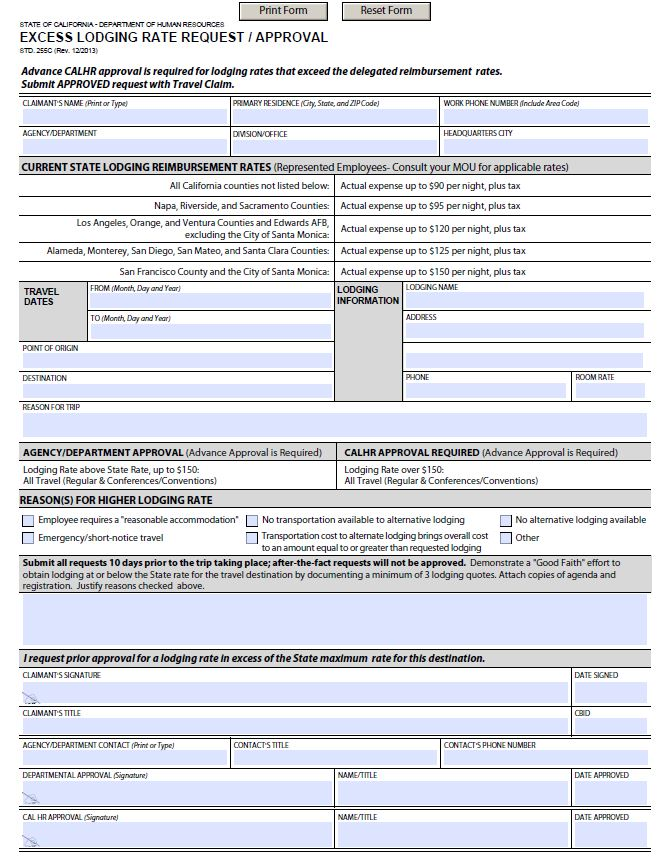 Print Form Reset Form
STATE OF CALIFORNIA - DEPARTMENT OF HUMAN RESOURCES
EXCESS LODGING RATE REQUEST / APPROVAL
STD. 255C (Rev. 12/2013)
Advance CALHR approval is required for lodging rates that exceed the delegated reimbursement rates.
Submit APPROVED request with Travel Claim.
CLAIMANT'S NAME (Print or Type) PRIMARY RESIDENCE (City, State, and ZIP Code) WORK PHONE NUMBER (Include Area Code)
AGENCY/DEPARTMENT DIVISION/OFFICE HEADQUARTERS CITY
CURRENT STATE LODGING REIMBURSEMENT RATES (Represented Employees- Consult your MOU for applicable rates)
All California counties not listed below: Actual expense up to $90 per night, plus tax
Napa, Riverside, and Sacramento Counties: Actual expense up to $95 per night, plus tax
Los Angeles, Orange, and Ventura Counties and Edwards AFB,
excluding the City of Santa Monica: Actual expense up to $120 per night, plus tax
Alameda, Monterey, San Diego, San Mateo, and Santa Clara Counties: Actual expense up to $125 per night, plus tax
San Francisco County and the City of Santa Monica: Actual expense up to $150 per night, plus tax
TRAVEL DATES FROM (Month, Day and Year) LODGING INFORMATION LODGING NAME
TO (Month, Day and Year) ADDRESS
POINT OF ORIGIN
DESTINATION PHONE ROOM RATE
REASON FOR TRIP
AGENCY/DEPARTMENT APPROVAL (Advance Approval is Required) CALHR APPROVAL REQUIRED (Advance Approval is Required)
Lodging Rate above State Rate, up to $150: Lodging Rate over $150:
All Travel (Regular & Conferences/Conventions) All Travel (Regular & Conferences/Conventions)
REASON(S) FOR HIGHER LODGING RATE
Employee requires a "reasonable accommodation" No transportation available to alternative lodging No alternative lodging available
Emergency/short-notice travel Transportation cost to alternate lodging brings overall cost to an amount equal to or greater than requested lodging Other
Submit all requests 10 days prior to the trip taking place; after-the-fact requests will not be approved. Demonstrate a "Good Faith" effort to
obtain lodging at or below the State rate for the travel destination by documenting a minimum of 3 lodging quotes. Attach copies of agenda and
registration. Justify reasons checked above.
I request prior approval for a lodging rate in excess of the State maximum rate for this destination.
CLAIMANT'S SIGNATURE DATE SIGNED
CLAIMANT'S TITLE CBID
AGENCY/DEPARTMENT CONTACT (Print or Type) CONTACT'S TITLE CONTACT'S PHONE NUMBER
DEPARTMENTAL APPROVAL (Signature) NAME/TITLE DATE APPROVED
CAL HR APPROVAL (Signature) NAME/TITLE DATE APPROVED